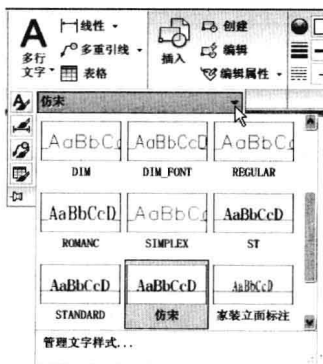 A
多行
文字
线性
多重引线
表格
插入
创建
编辑
编辑属性
仿宋
AaBbC AaBbCcD AaBbC
DIM DIM_FONT REGULAR
AaBbCcD AaBbC AaBbCcD
ROMANC SIMPLEX ST
AaBbCcD AaBbCcD AaBbCcD
STANDARD 仿宋 家装立面标注
管理文字样式...